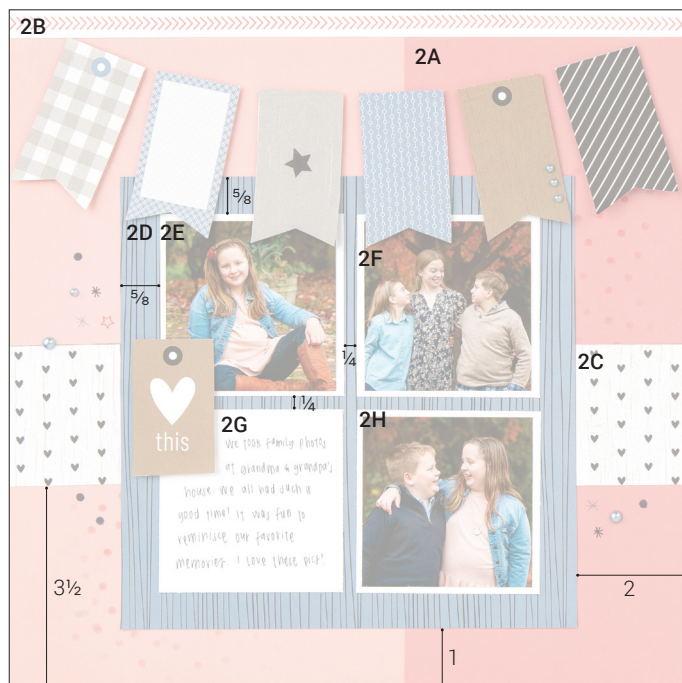 2B
2A
5/8
2D
2E
2F
5/8
1/4
2C
1/4
this
2G
2H
We took family photos
at grandma & grandpa's
house. We all had such a
good time! It was fun to
reminisce our favorite
memories. I love these pics!
3½
2
1